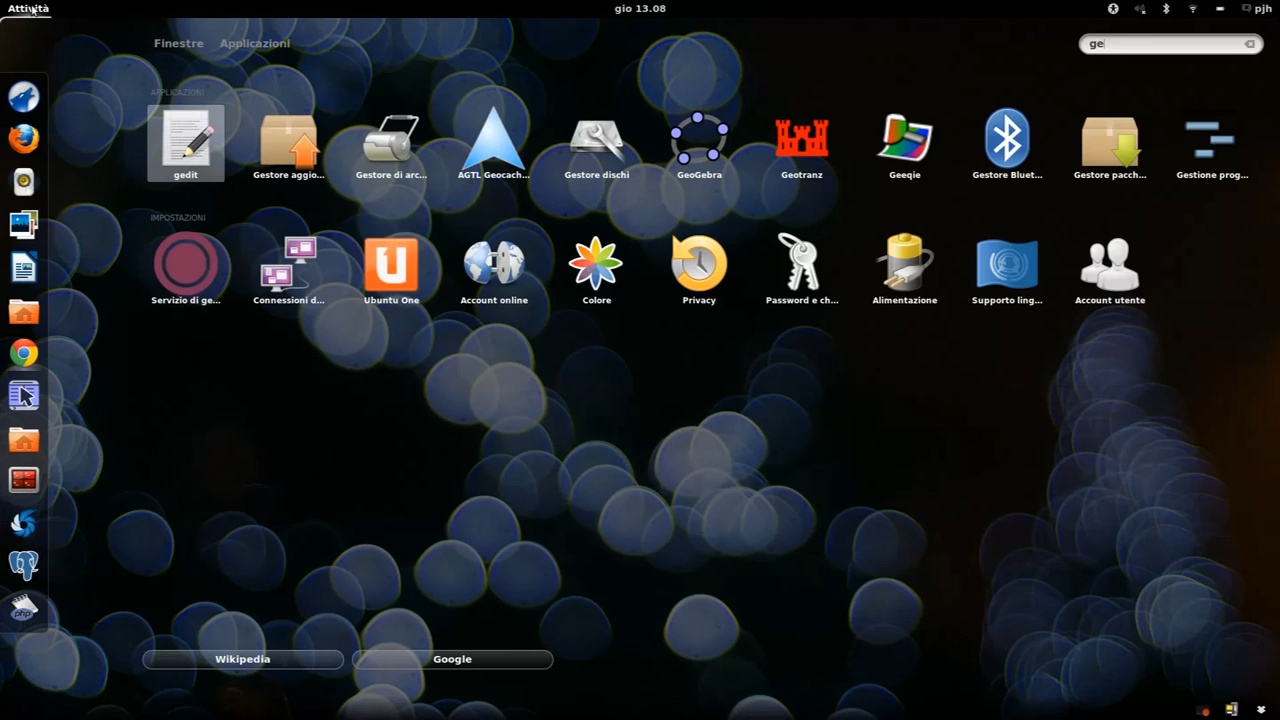 Attività
gio 13.08
pjh
Finestre Applicazioni
ge
APPLICAZIONI
gedit
Gestore aggio...
Gestore di arc...
AGTL Geocach...
Gestore dischi
GeoGebra
Geotranz
Geeqie
Gestore Bluet...
Gestore pacch...
Gestione prog...
IMPOSTAZIONI
Servizio di ge...
Connessioni d...
Ubuntu One
Account online
Colore
Privacy
Password e ch...
Alimentazione
Supporto ling...
Account utente
php
Wikipedia
Google